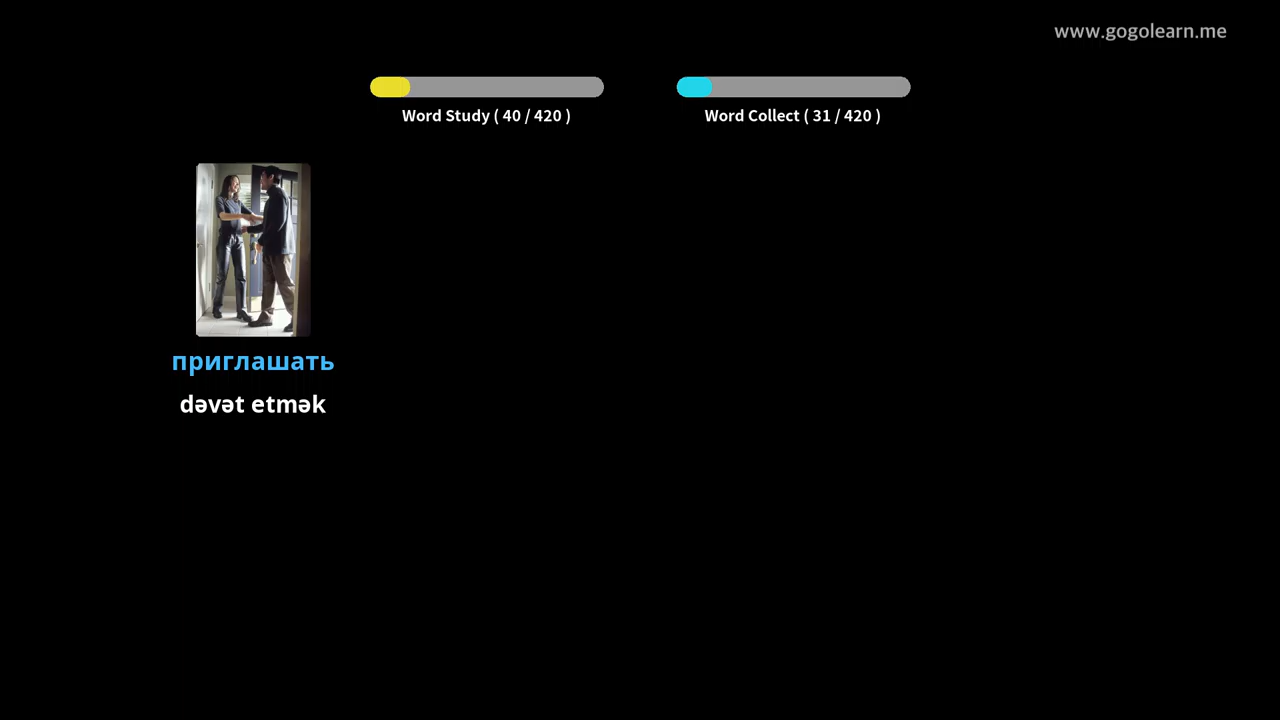 www.gogolearn.me
Word Study ( 40 / 420 )
Word Collect ( 31 / 420 )
приглашать
dəvət etmək